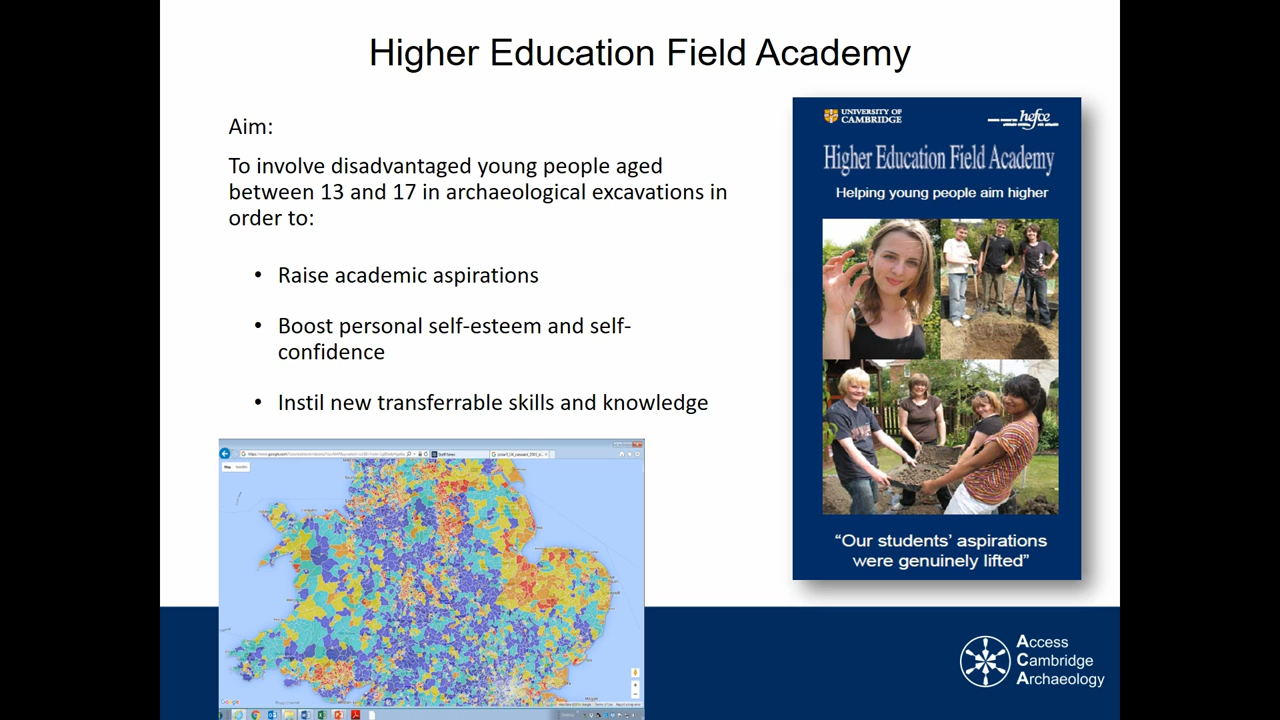 Higher Education Field Academy
Aim:
To involve disadvantaged young people aged
between 13 and 17 in archaeological excavations in
order to:
• Raise academic aspirations
• Boost personal self-esteem and self-
confidence
• Instil new transferrable skills and knowledge
UNIVERSITY OF
CAMBRIDGE
hefce
Higher Education Field Academy
Helping young people aim higher
“Our students’ aspirations
were genuinely lifted”
Map
Google
Access
Cambridge
Archaeology